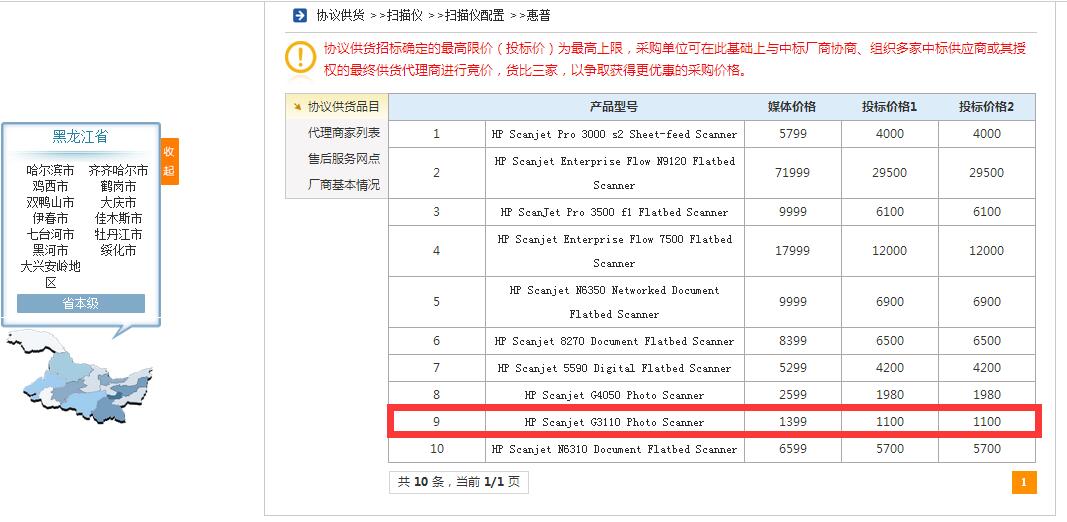 协议供货 >>扫描仪 >>扫描仪配置 >>惠普
协议供货招标确定的最高限价（投标价）为最高上限，采购单位可在此基础上与中标厂商协商、组织多家中标供应商或其授
权的最终供货代理商进行竞价，货比三家，以争取获得更优惠的采购价格。
黑龙江省
收起
哈尔滨市 齐齐哈尔市
鸡西市 鹤岗市
双鸭山市 大庆市
伊春市 佳木斯市
七台河市 牡丹江市
黑河市 绥化市
大兴安岭地
区
省本级
协议供货品目
代理商家列表
售后服务网点
厂商基本情况
产品型号 媒体价格 投标价格1 投标价格2
1 HP Scanjet Pro 3000 s2 Sheet-feed Scanner 5799 4000 4000
2 HP Scanjet Enterprise Flow N9120 Flatbed
Scanner 71999 29500 29500
3 HP ScanJet Pro 3500 f1 Flatbed Scanner 9999 6100 6100
4 HP Scanjet Enterprise Flow 7500 Flatbed
Scanner 17999 12000 12000
5 HP Scanjet N6350 Networked Document
Flatbed Scanner 9999 6900 6900
6 HP Scanjet 8270 Document Flatbed Scanner 8399 6500 6500
7 HP Scanjet 5590 Digital Flatbed Scanner 5299 4200 4200
8 HP Scanjet G4050 Photo Scanner 2599 1980 1980
9 HP Scanjet G3110 Photo Scanner 1399 1100 1100
10 HP Scanjet N6310 Document Flatbed Scanner 6599 5700 5700
共 10 条，当前 1/1 页
1